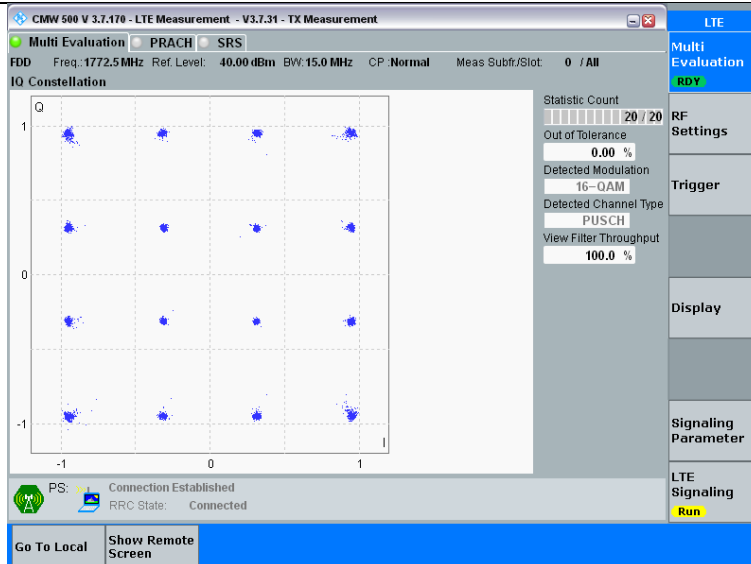 CMW 500 V 3.7.170 - LTE Measurement - V3.7.31 - TX Measurement
LTE
Multi Evaluation PRACH SRS
Multi
Evaluation
RDY
FDD Freq.:1772.5 MHz Ref. Level: 40.00 dBm BW:15.0 MHz CP :Normal Meas Subfr./Slot: 0 / All
IQ Constellation
Q
1
0
-1
-1 0 1
I
Statistic Count
20 / 20
Out of Tolerance
0.00 %
Detected Modulation
16-QAM
Detected Channel Type
PUSCH
View Filter Throughput
100.0 %
RF
Settings
Trigger
Display
Signaling
Parameter
LTE
Signaling
Run
PS: Connection Established
RRC State: Connected
Go To Local
Show Remote
Screen